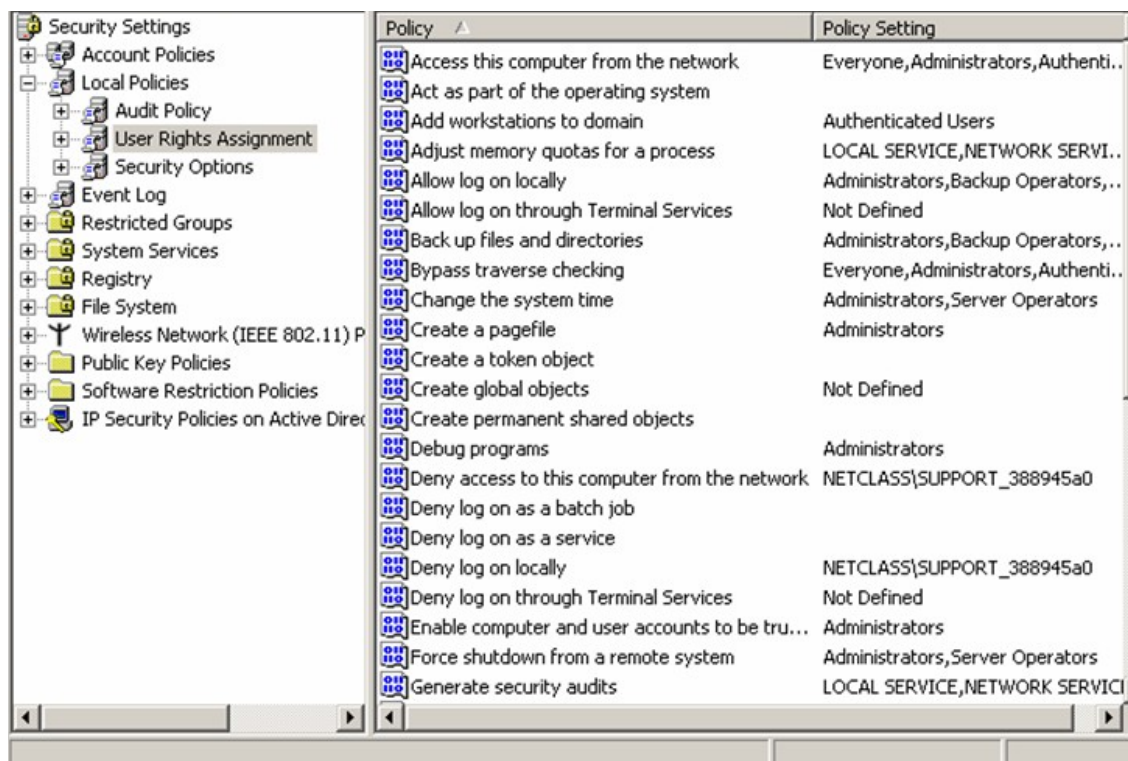 Security Settings
Account Policies
Local Policies
Audit Policy
User Rights Assignment
Security Options
Event Log
Restricted Groups
System Services
Registry
File System
Wireless Network (IEEE 802.11) P
Public Key Policies
Software Restriction Policies
IP Security Policies on Active Direc
Policy Policy Setting
Access this computer from the network Everyone,Administrators,Authenti...
Act as part of the operating system
Add workstations to domain Authenticated Users
Adjust memory quotas for a process LOCAL SERVICE,NETWORK SERVI...
Allow log on locally Administrators,Backup Operators,...
Allow log on through Terminal Services Not Defined
Back up files and directories Administrators,Backup Operators,...
Bypass traverse checking Everyone,Administrators,Authenti...
Change the system time Administrators,Server Operators
Create a pagefile Administrators
Create a token object
Create global objects Not Defined
Create permanent shared objects
Debug programs Administrators
Deny access to this computer from the network NETCLASS\SUPPORT_388945a0
Deny log on as a batch job
Deny log on as a service
Deny log on locally NETCLASS\SUPPORT_388945a0
Deny log on through Terminal Services Not Defined
Enable computer and user accounts to be tru... Administrators
Force shutdown from a remote system Administrators,Server Operators
Generate security audits LOCAL SERVICE,NETWORK SERVICI